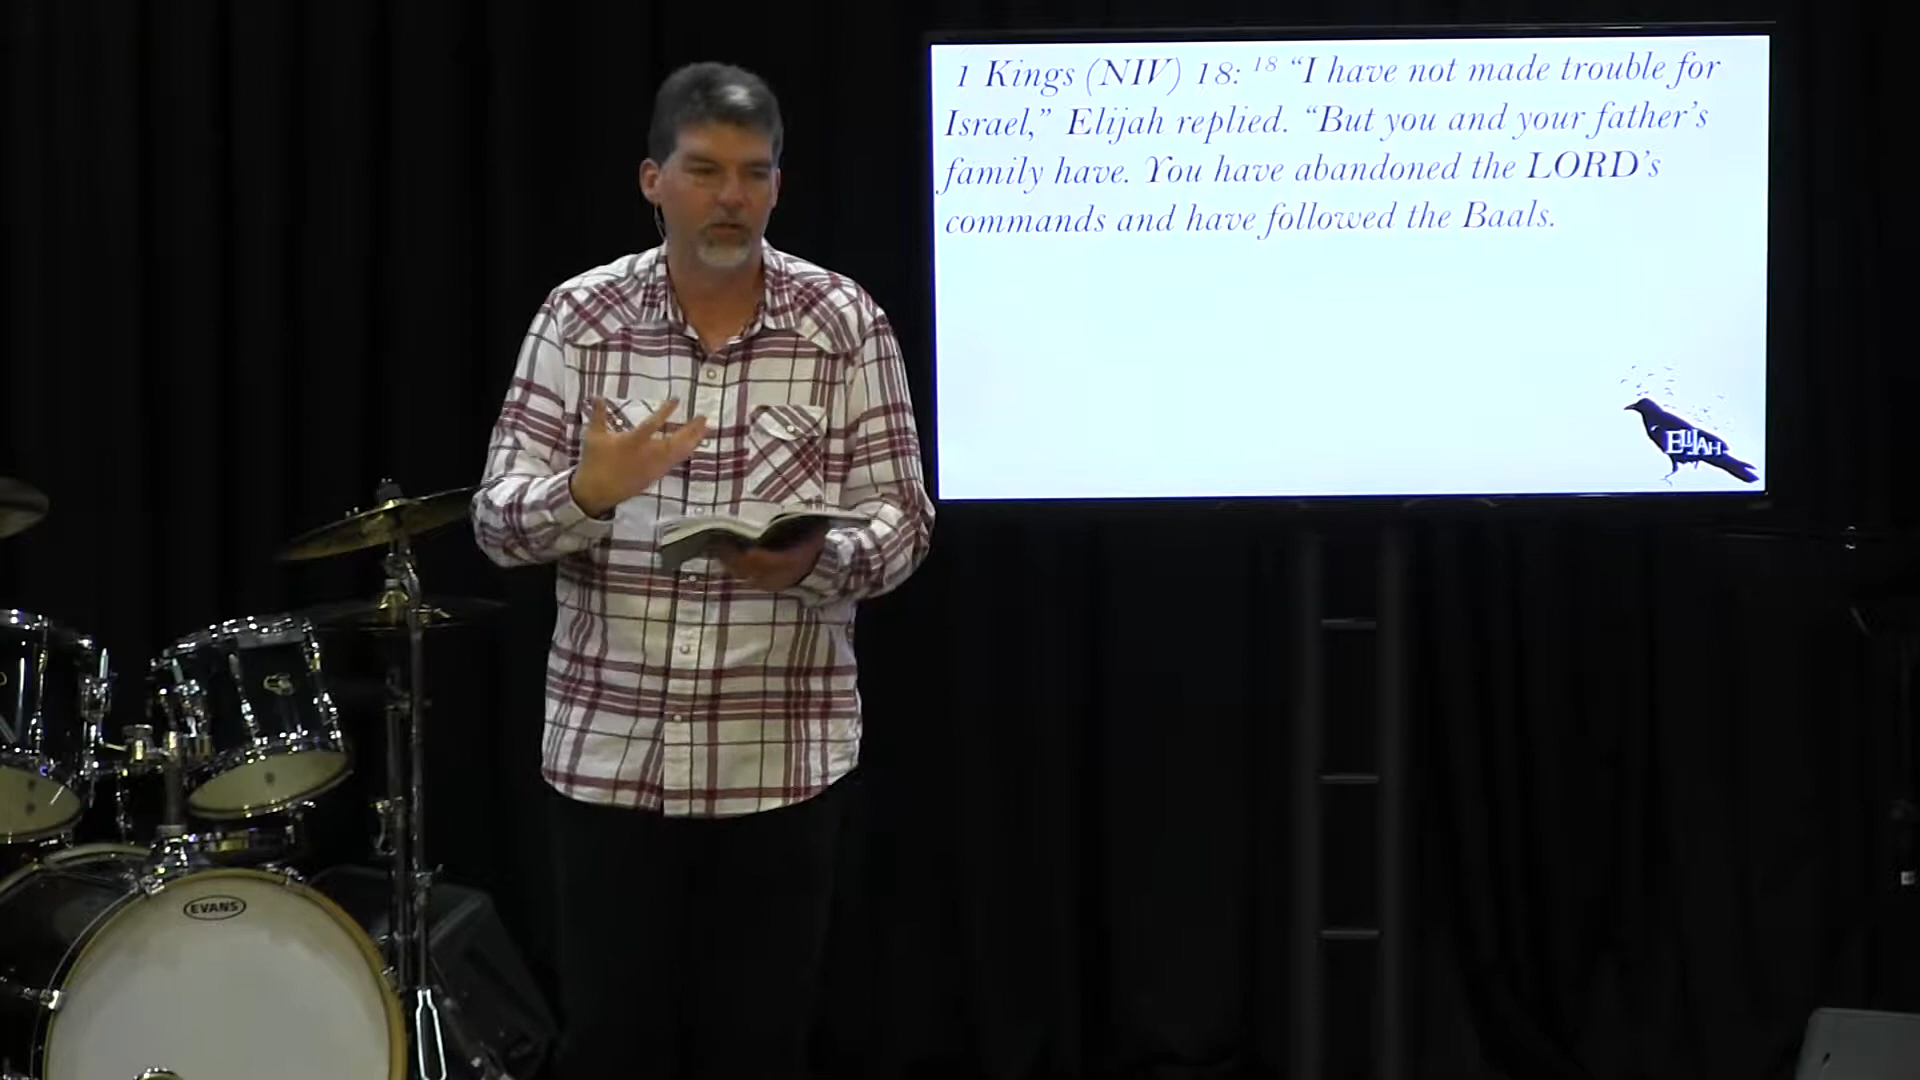 1 Kings (NIV) 18: 18 “I have not made trouble for
Israel,” Elijah replied. “But you and your father’s
family have. You have abandoned the LORD’s
commands and have followed the Baals.
ELIJAH
EVANS